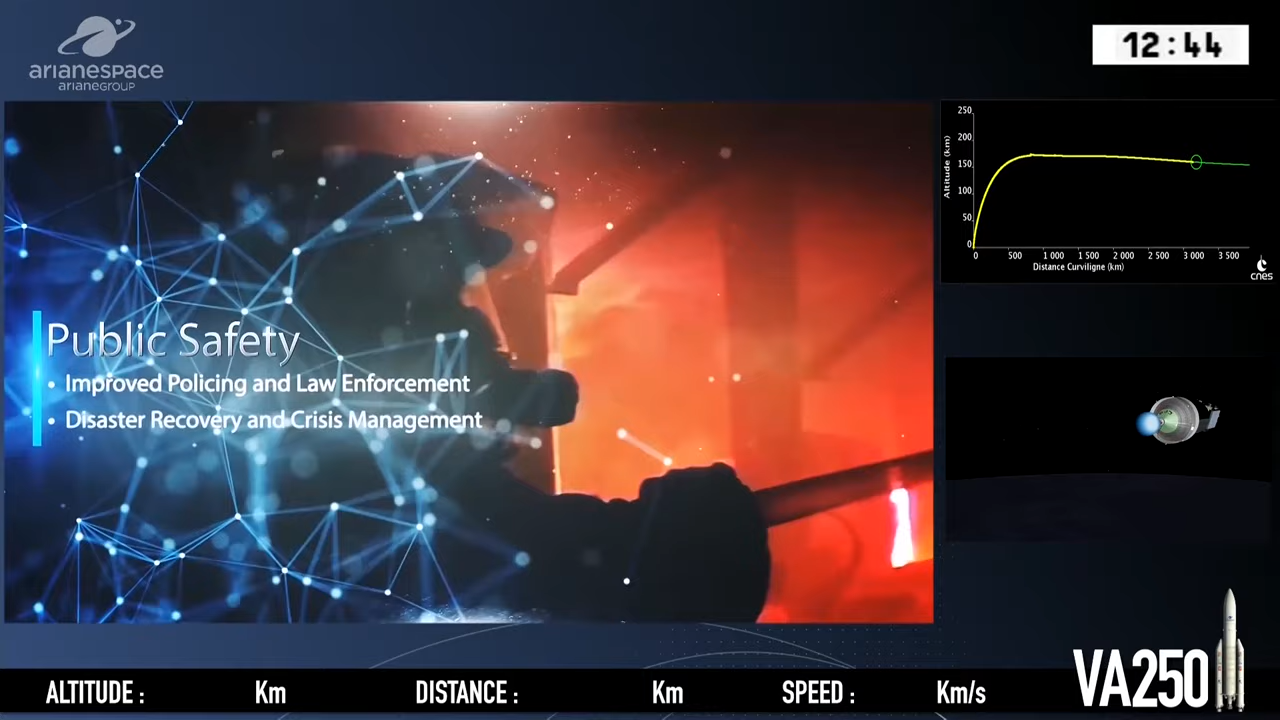 arianespace
arianeGROUP
12:44
250
200
150
100
50
0
Altitude (km)
0 500 1 000 1 500 2 000 2 500 3 000 3 500
Distance Curviligne (km)
cnes
Public Safety
• Improved Policing and Law Enforcement
• Disaster Recovery and Crisis Management
ALTITUDE : Km DISTANCE : Km SPEED : Km/s
VA250